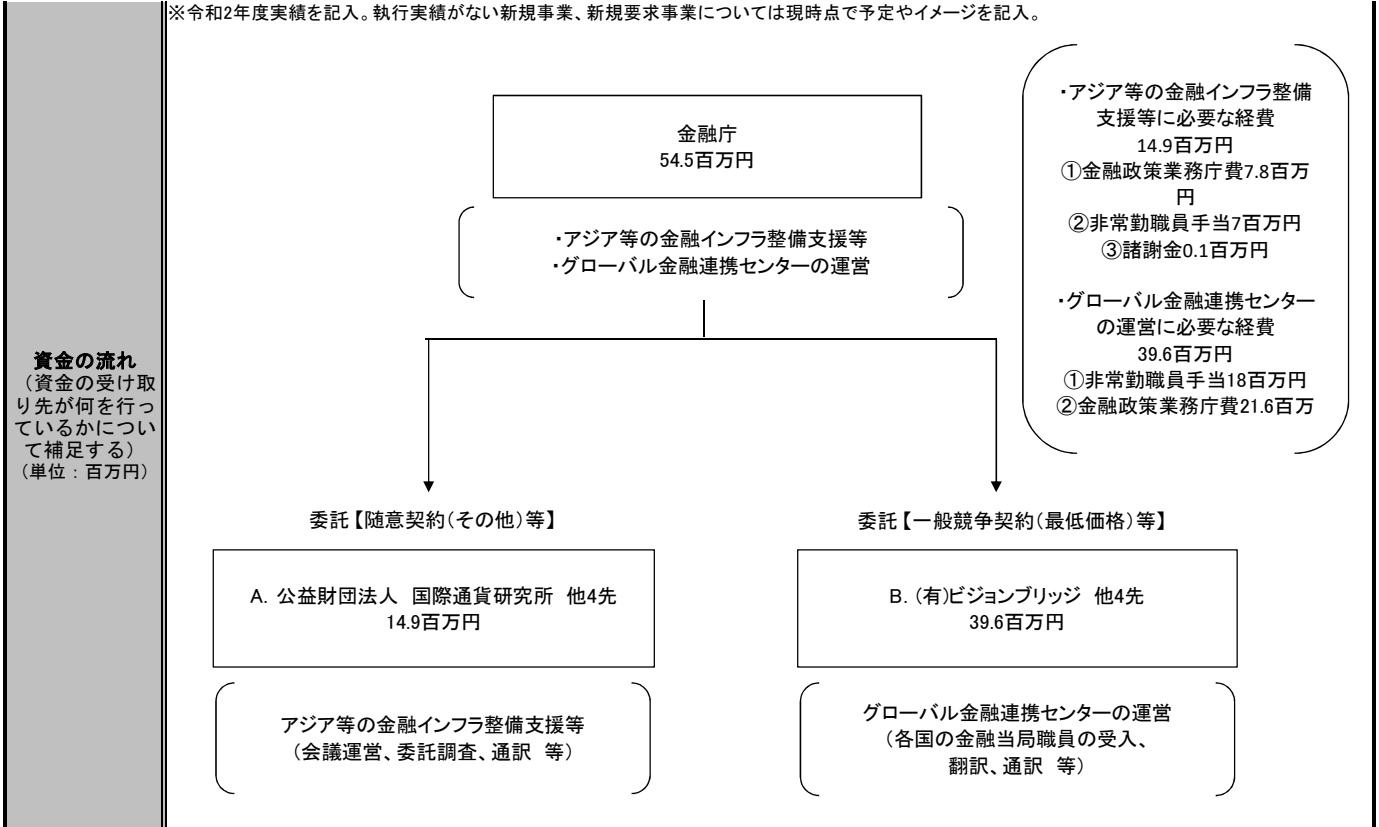 ※令和2年度実績を記入。執行実績がない新規事業、新規要求事業については現時点で予定やイメージを記入。
資金の流れ
(資金の受け取
り先が何を行っ
ているかについ
て補足する)
(単位:百万円)
金融庁
54.5百万円
・アジア等の金融インフラ整備支援等
・グローバル金融連携センターの運営
・アジア等の金融インフラ整備
支援等に必要な経費
14.9百万円
①金融政策業務庁費7.8百万
円
②非常勤職員手当7百万円
③諸謝金0.1百万円
・グローバル金融連携センター
の運営に必要な経費
39.6百万円
①非常勤職員手当18百万円
②金融政策業務庁費21.6百万
委託【随意契約(その他)等】
A. 公益財団法人 国際通貨研究所 他4先
14.9百万円
アジア等の金融インフラ整備支援等
(会議運営、委託調査、通訳 等)
委託【一般競争契約(最低価格)等】
B. (有)ビジョンブリッジ 他4先
39.6百万円
グローバル金融連携センターの運営
(各国の金融当局職員の受入、
翻訳、通訳 等)